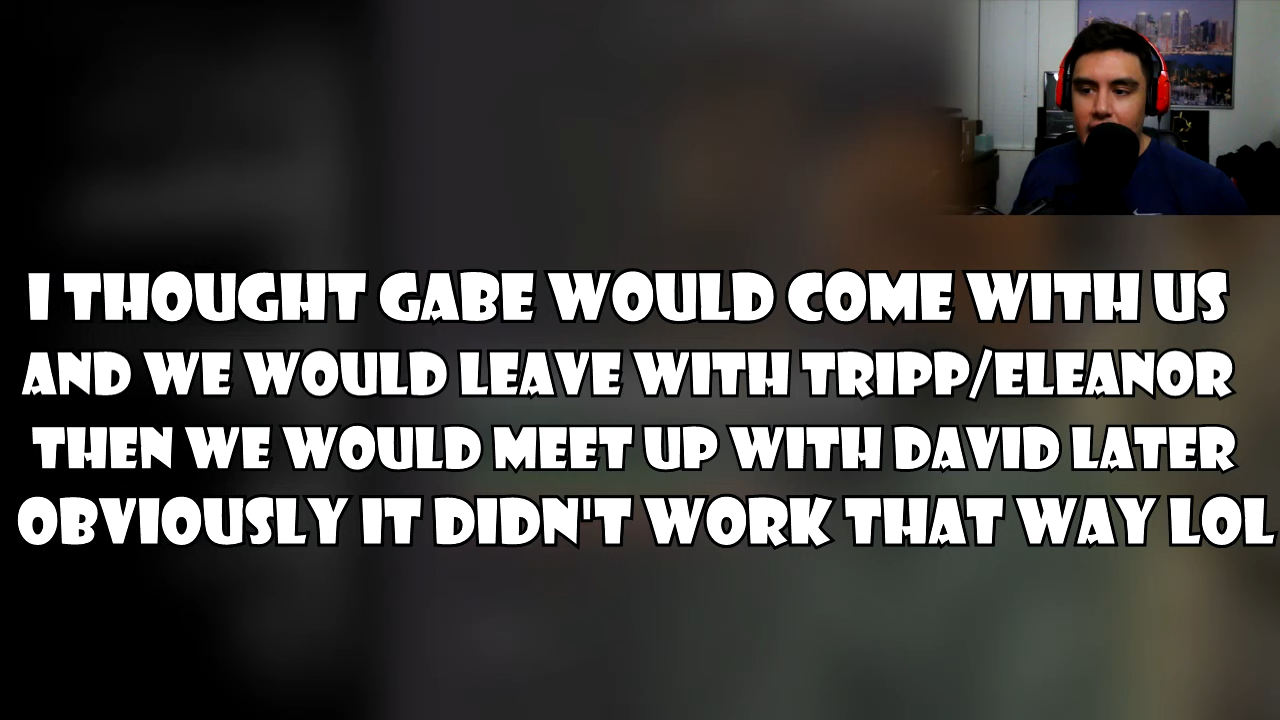 I THOUGHT GABE WOULD COME WITH US
AND WE WOULD LEAVE WITH TRIPP/ELEANOR
THEN WE WOULD MEET UP WITH DAVID LATER
OBVIOUSLY IT DIDN'T WORK THAT WAY LOL